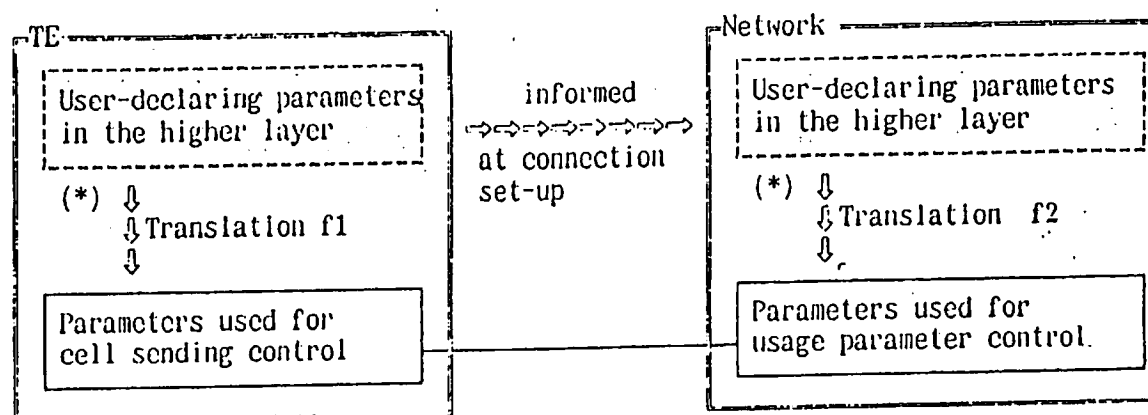 TE
User-declaring parameters
in the higher layer
(*)
Translation f1
Parameters used for
cell sending control
informed
at connection
set-up
Network
User-declaring parameters
in the higher layer
(*)
Translation f2
Parameters used for
usage parameter control.